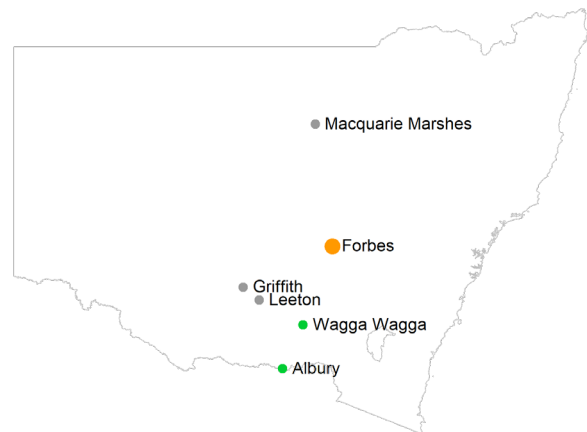 Macquarie Marshes
Forbes
Griffith
Leeton
Wagga Wagga
Albury